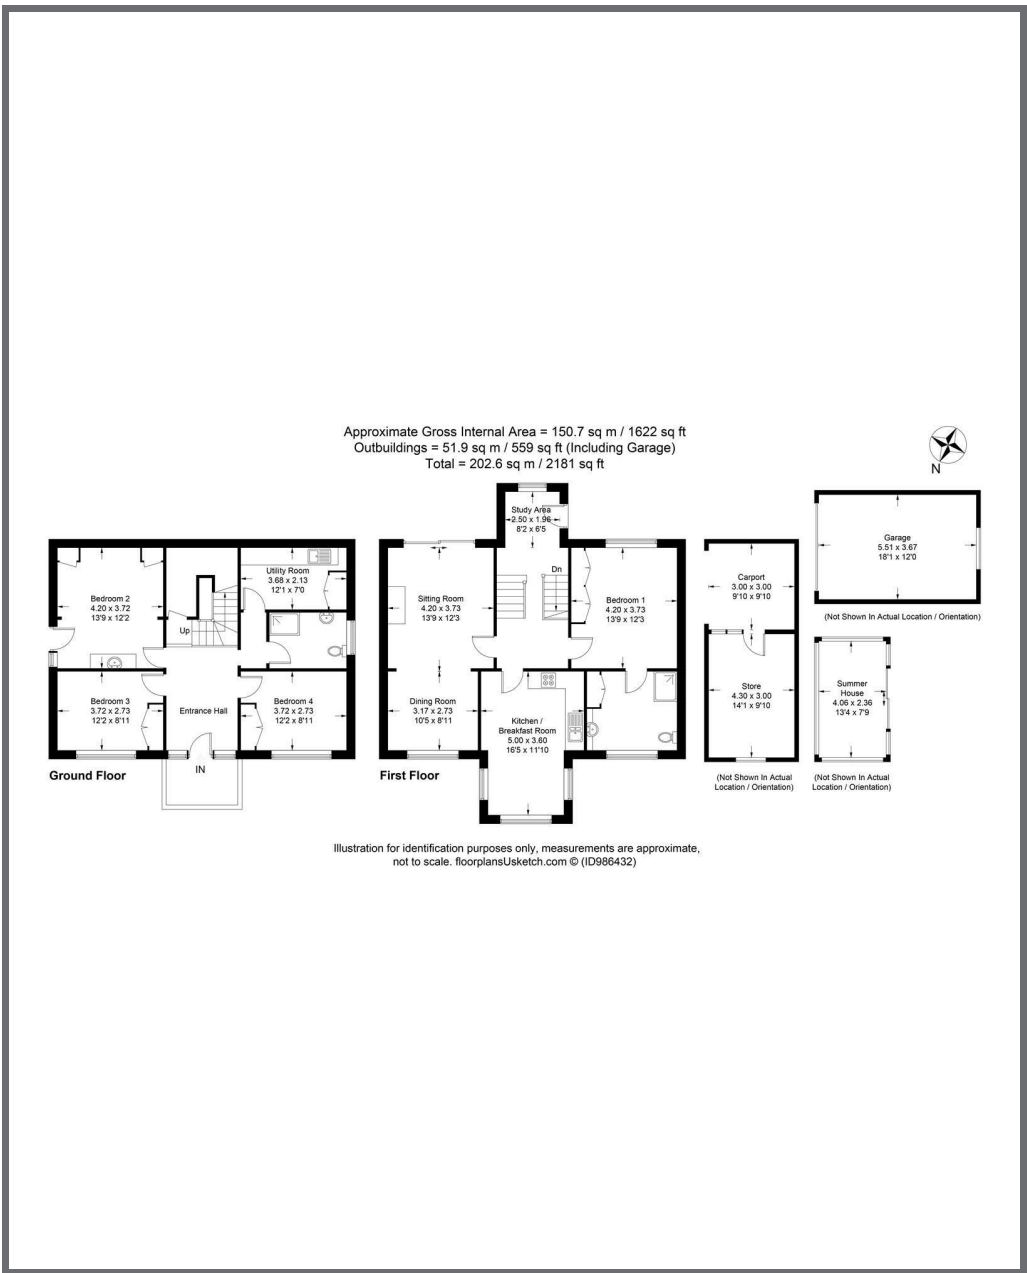 Approximate Gross Internal Area = 150.7 sq m / 1622 sq ft
Outbuildings = 51.9 sq m / 559 sq ft (Including Garage)
Total = 202.6 sq m / 2181 sq ft
N
Bedroom 2
4.20 x 3.72
13'9 x 12'2
Up
Utility Room
3.68 x 2.13
12'1 x 7'0
Bedroom 3
3.72 x 2.73
12'2 x 8'11
Entrance Hall
Bedroom 4
3.72 x 2.73
12'2 x 8'11
IN
Ground Floor
Study Area
2.50 x 1.96
8'2 x 6'5
Sitting Room
4.20 x 3.73
13'9 x 12'3
Dn
Bedroom 1
4.20 x 3.73
13'9 x 12'3
Dining Room
3.17 x 2.73
10'5 x 8'11
Kitchen /
Breakfast Room
5.00 x 3.60
16'5 x 11'10
First Floor
Carport
3.00 x 3.00
9'10 x 9'10
Store
4.30 x 3.00
14'1 x 9'10
(Not Shown In Actual
Location / Orientation)
Garage
5.51 x 3.67
18'1 x 12'0
(Not Shown In Actual Location / Orientation)
Summer
House
4.06 x 2.36
13'4 x 7'9
(Not Shown In Actual
Location / Orientation)
Illustration for identification purposes only, measurements are approximate,
not to scale. floorplansUsketch.com © (ID986432)